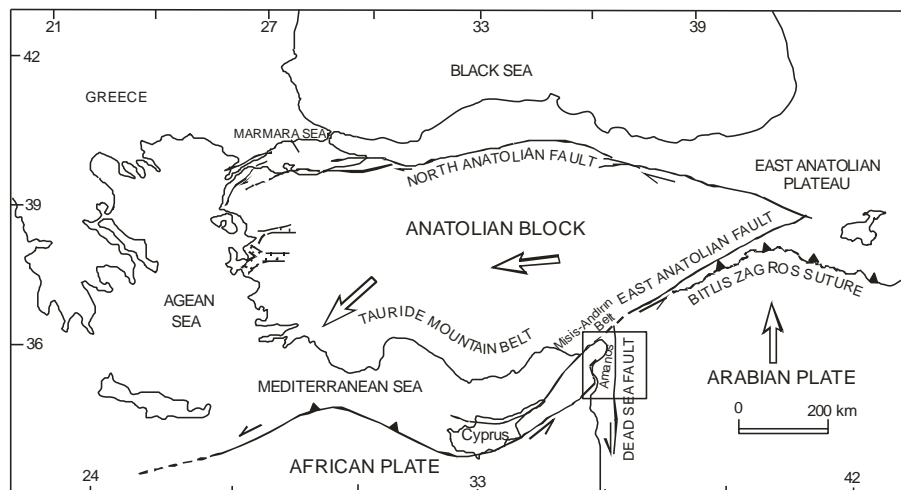 21
27
33
39
42
BLACK SEA
GREECE
MARMARA SEA
NORTH ANATOLIAN FAULT
EAST ANATOLIAN
PLATEAU
39
ANATOLIAN BLOCK
EAST ANATOLIAN FAULT
BITLIS ZAGROS SUTURE
AGEAN
SEA
TAURIDE MOUNTAIN BELT
Misis-Andirin
Belt
36
Amanos
DEAD SEA FAULT
MEDITERRANEAN SEA
ARABIAN PLATE
0
200 km
Cyprus
AFRICAN PLATE
24
33
42